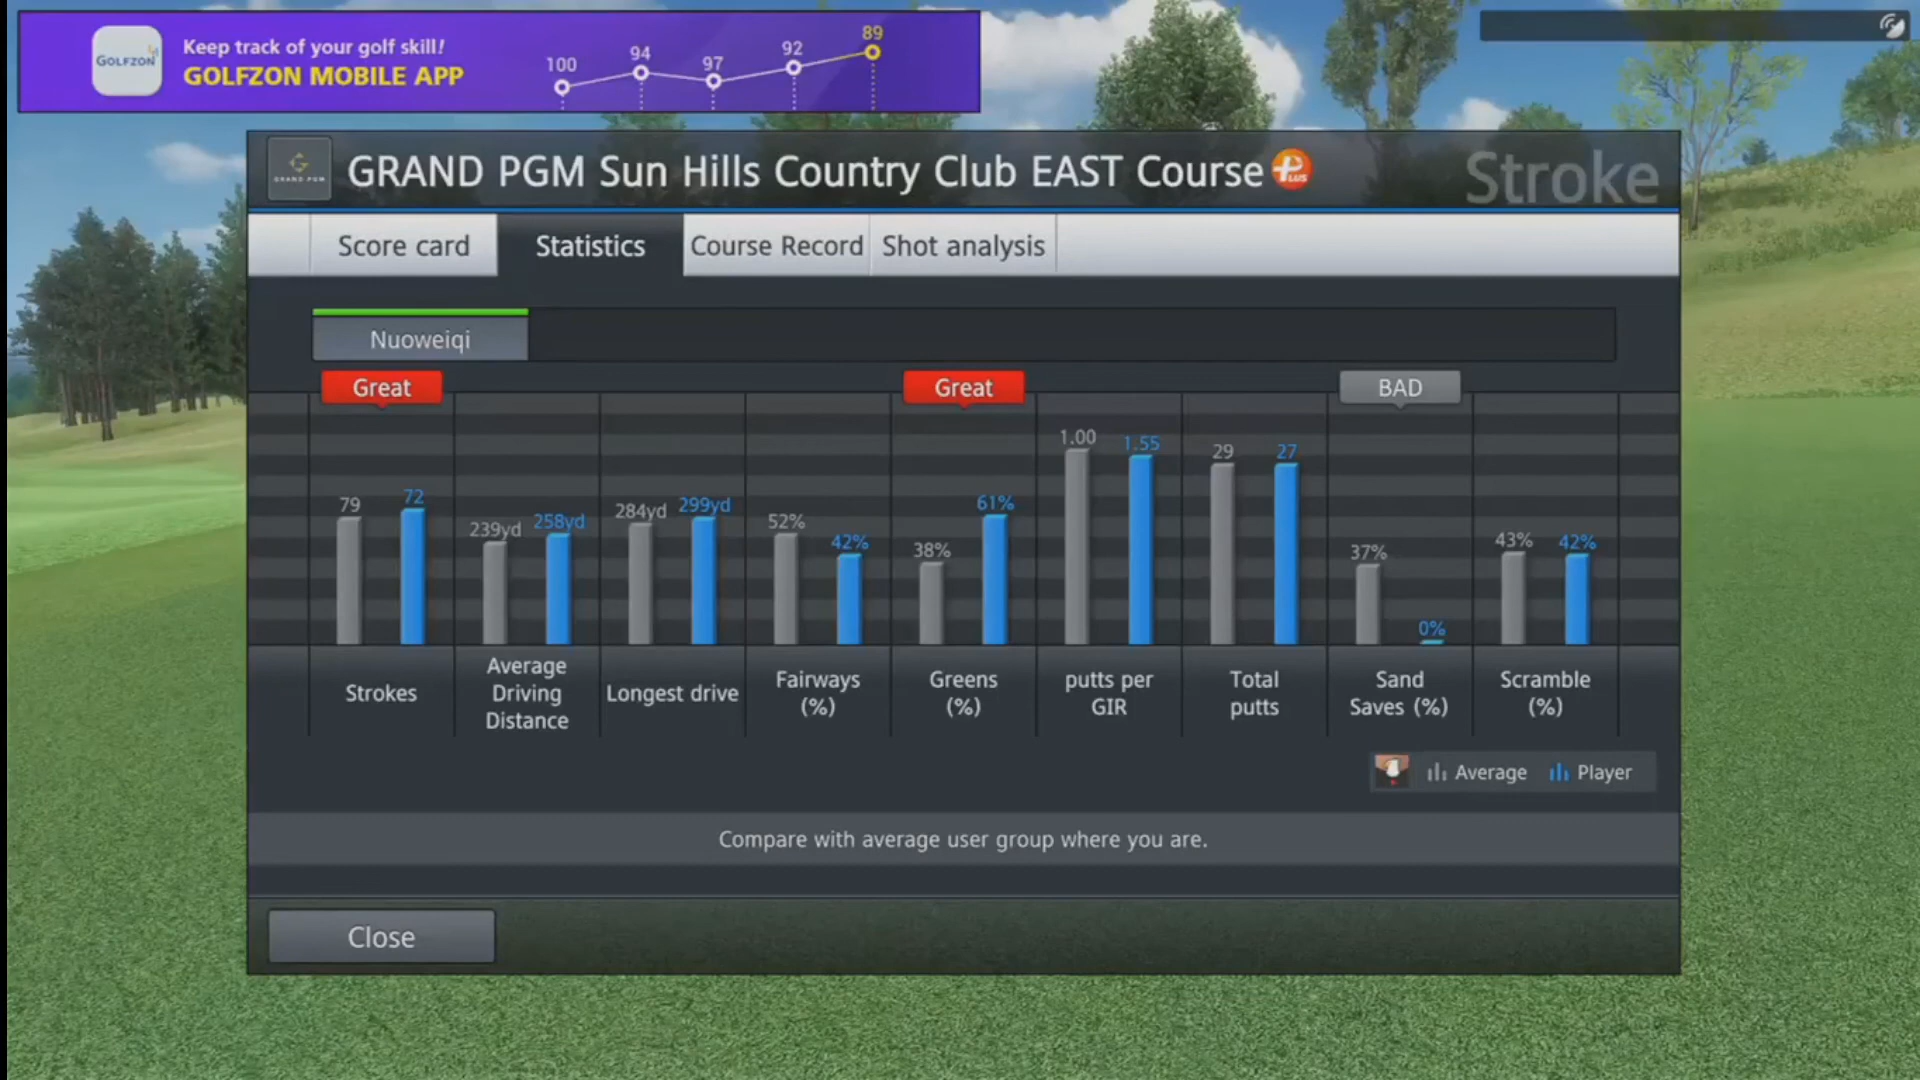 GOLFZON
Keep track of your golf skill!
GOLFZON MOBILE APP
100
94
97
92
89
GRAND PGM
GRAND PGM Sun Hills Country Club EAST Course
PLUS
Stroke
Score card
Statistics
Course Record
Shot analysis
Nuoweiqi
Great
Great
BAD
79
72
239yd
258yd
284yd
299yd
52%
42%
38%
61%
1.00
1.55
29
27
37%
0%
43%
42%
Strokes
Average
Driving
Distance
Longest drive
Fairways
(%)
Greens
(%)
putts per
GIR
Total
putts
Sand
Saves (%)
Scramble
(%)
Average
Player
Compare with average user group where you are.
Close